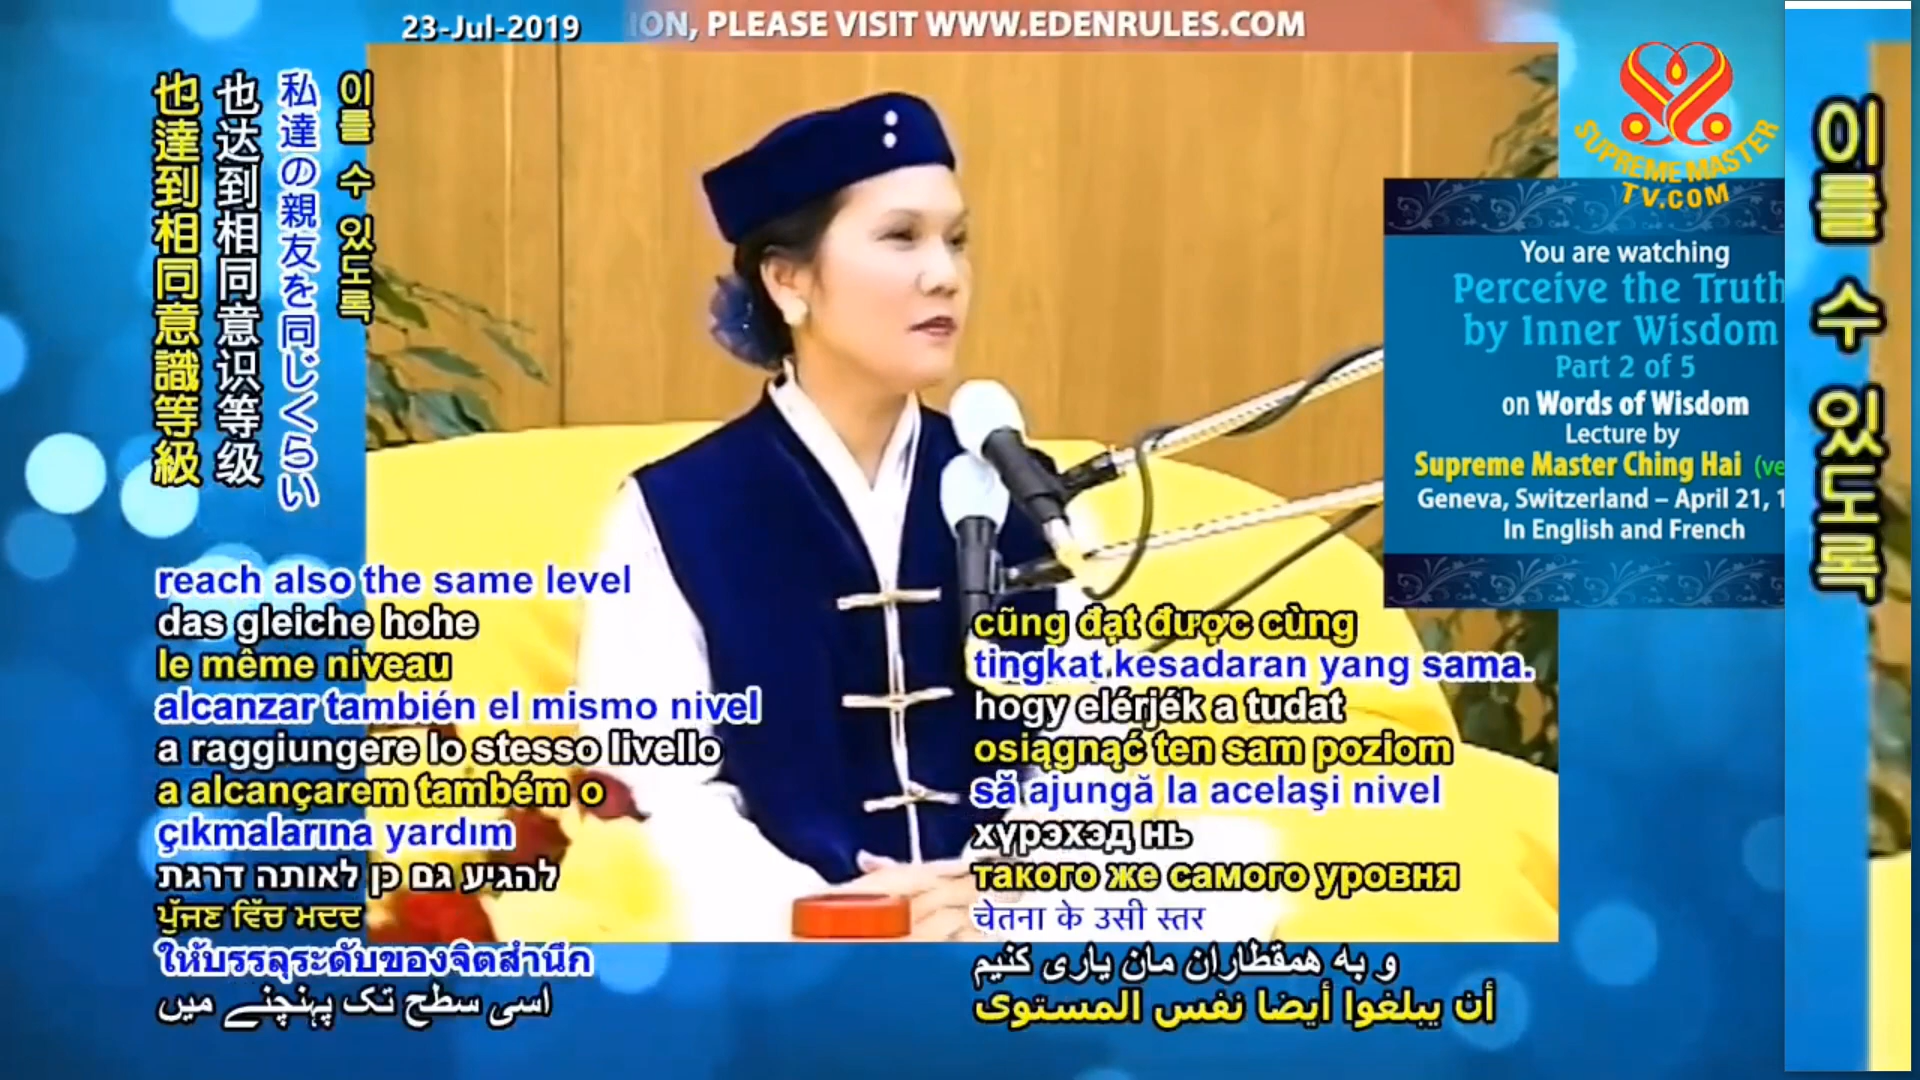 23-Jul-2019
ION, PLEASE VISIT WWW.EDENRULES.COM
SUPREME MASTER
TV.COM
也達到相同意識等級
也达到相同意识等级
私達の親友を同じくらい
이를 수 있도록
You are watching
Perceive the Truth
by Inner Wisdom
Part 2 of 5
on Words of Wisdom
Lecture by
Supreme Master Ching Hai (ve
Geneva, Switzerland – April 21, 1
In English and French
이를 수 있도록
reach also the same level
das gleiche hohe
le même niveau
alcanzar también el mismo nivel
a raggiungere lo stesso livello
a alcançarem também o
çıkmalarına yardım
להגיע גם כן לאותה דרגת
ਪੁੱਜਣ ਵਿੱਚ ਮਦਦ
ให้บรรลุระดับของจิตสำนึก
اسی سطح تک پہنچنے میں
cũng đạt được cùng
tingkat kesadaran yang sama.
hogy elérjék a tudat
osiągnąć ten sam poziom
să ajungă la acelaşi nivel
хүрэхэд нь
такого же самого уровня
चेतना के उसी स्तर
و به همقطاران مان یاری کنیم
أن يبلغوا أيضا نفس المستوى